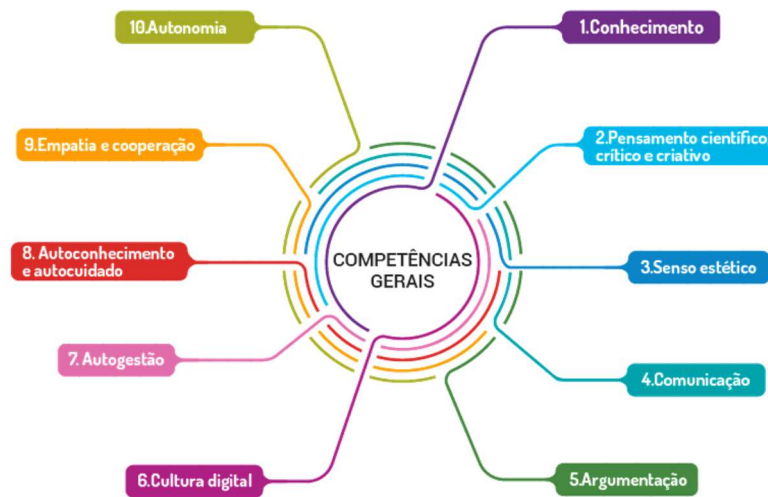 COMPETÊNCIAS
GERAIS
1.Conhecimento
2.Pensamento científico
crítico e criativo
3.Senso estético
4.Comunicação
5.Argumentação
6.Cultura digital
7. Autogestão
8. Autoconhecimento
e autocuidado
9.Empatia e cooperação
10.Autonomia